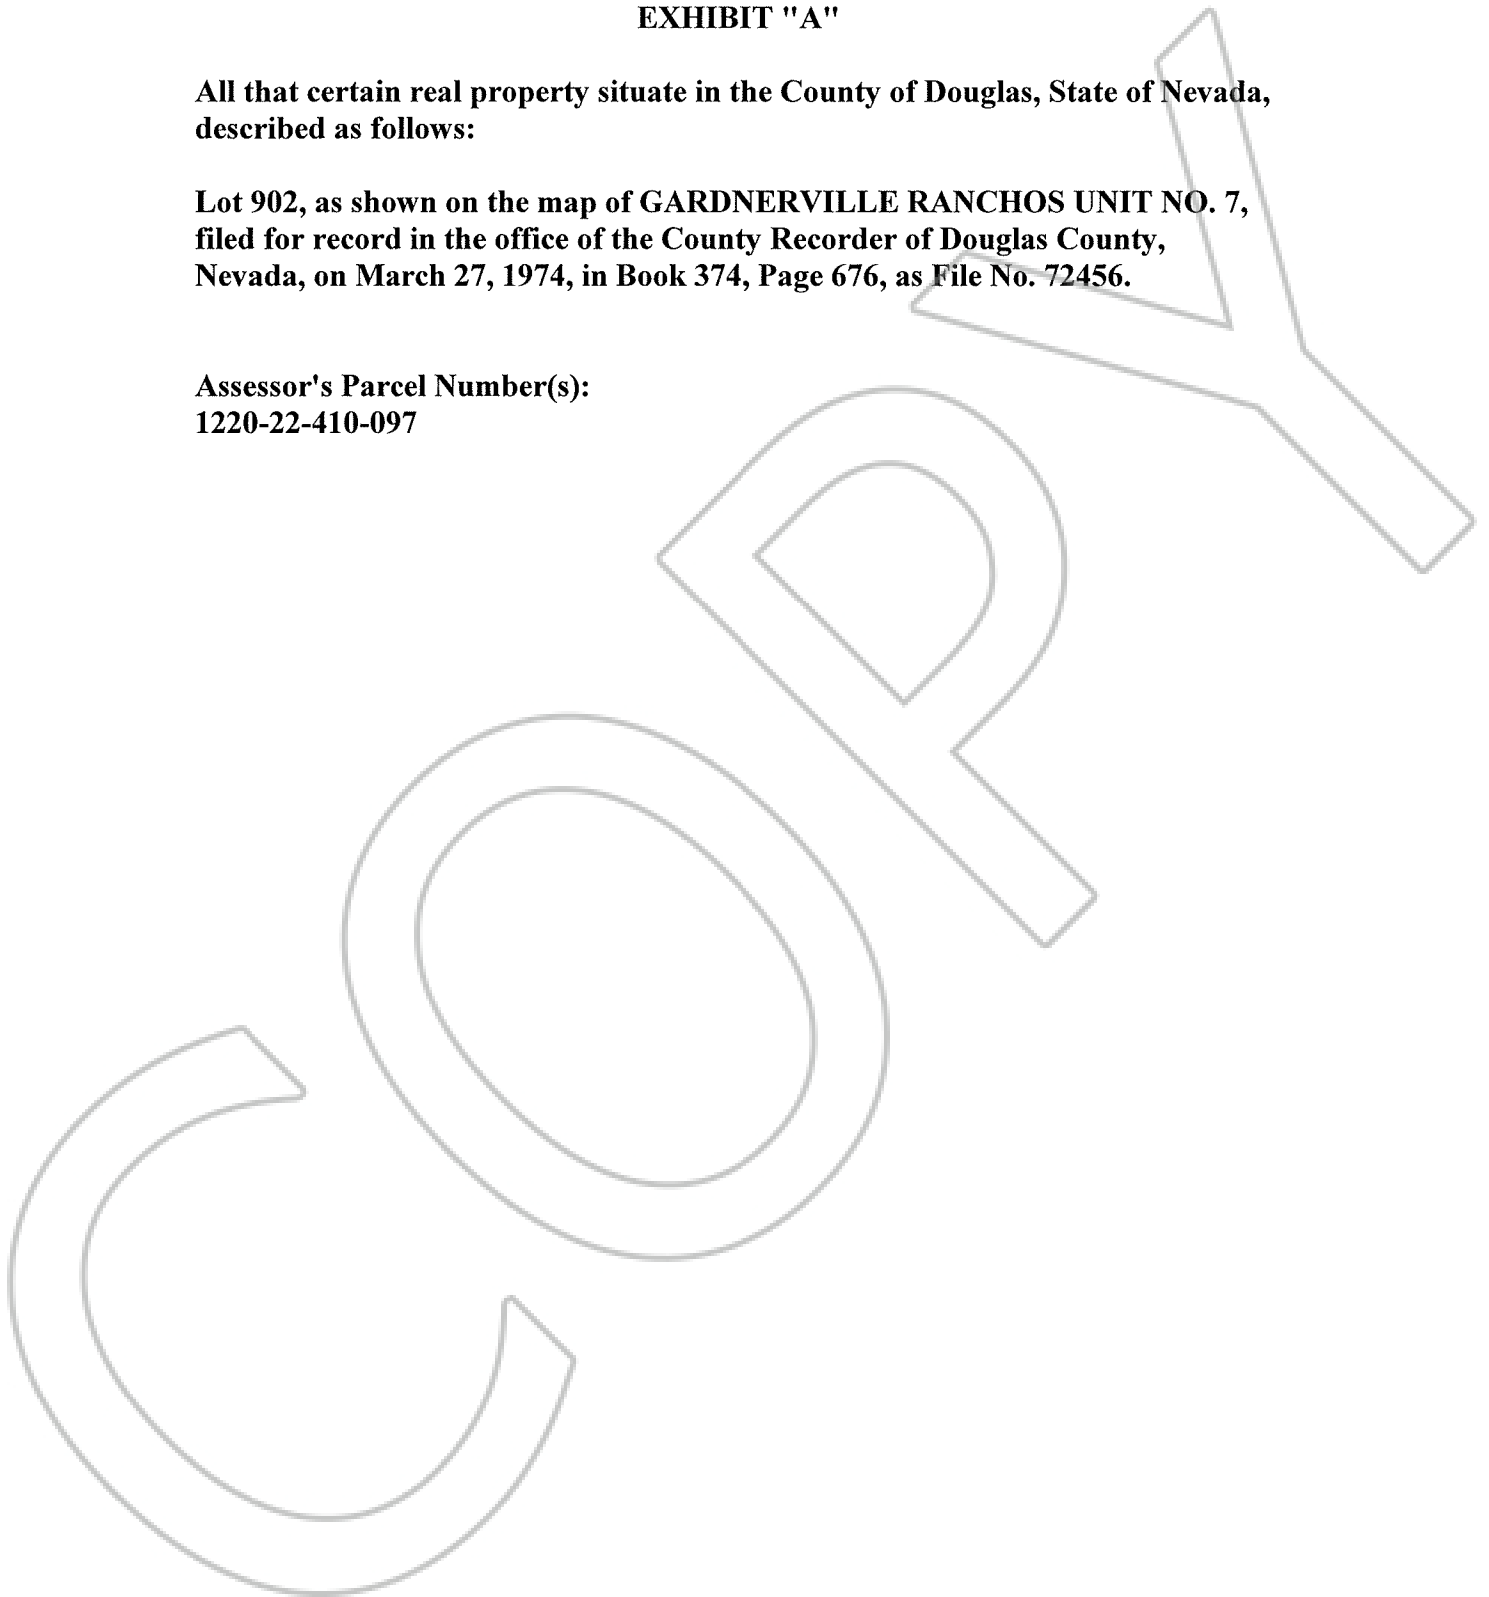 EXHIBIT "A"
All that certain real property situate in the County of Douglas, State of Nevada,
described as follows:
Lot 902, as shown on the map of GARDNERVILLE RANCHOS UNIT NO. 7,
filed for record in the office of the County Recorder of Douglas County,
Nevada, on March 27, 1974, in Book 374, Page 676, as File No. 72456.
Assessor's Parcel Number(s):
1220-22-410-097
COPY